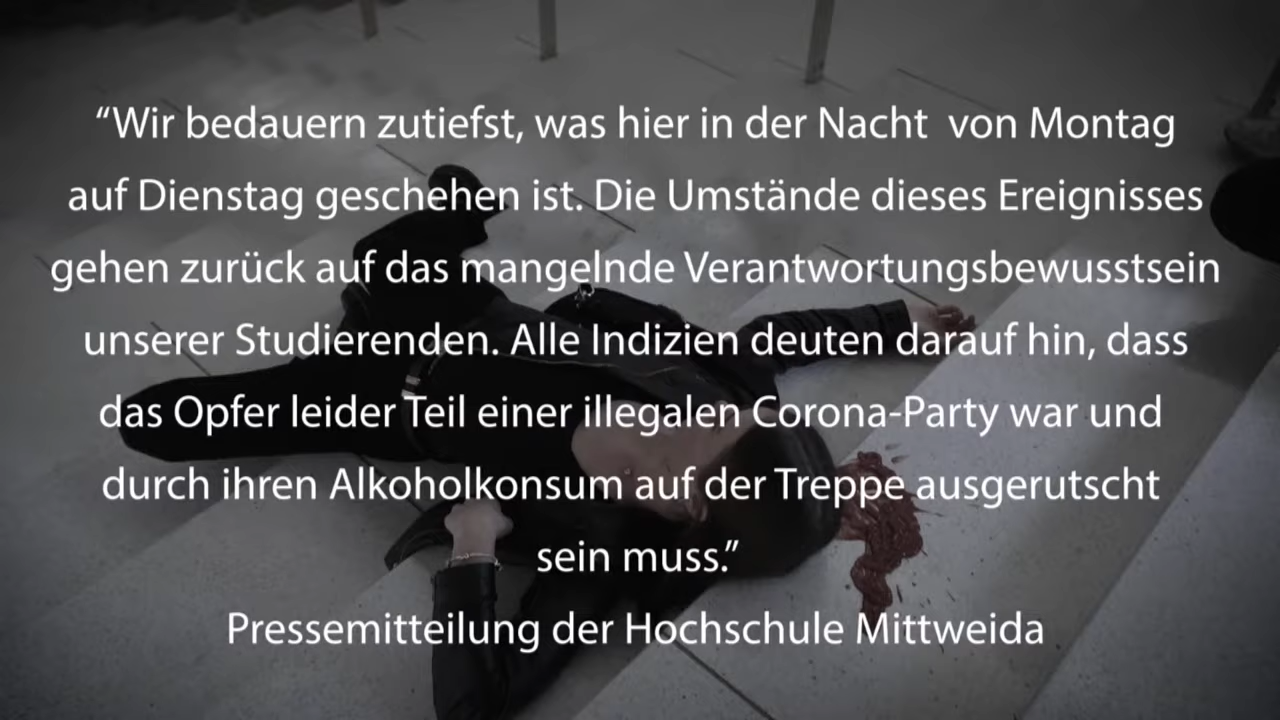 “Wir bedauern zutiefst, was hier in der Nacht  von Montag
auf Dienstag geschehen ist. Die Umstände dieses Ereignisses
gehen zurück auf das mangelnde Verantwortungsbewusstsein
unserer Studierenden. Alle Indizien deuten darauf hin, dass
das Opfer leider Teil einer illegalen Corona-Party war und
durch ihren Alkoholkonsum auf der Treppe ausgerutscht
sein muss.”
Pressemitteilung der Hochschule Mittweida